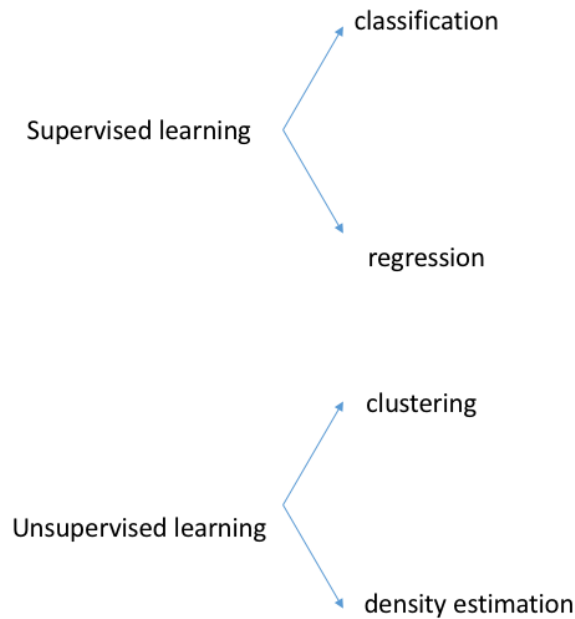 classification
Supervised learning
regression
clustering
Unsupervised learning
density estimation